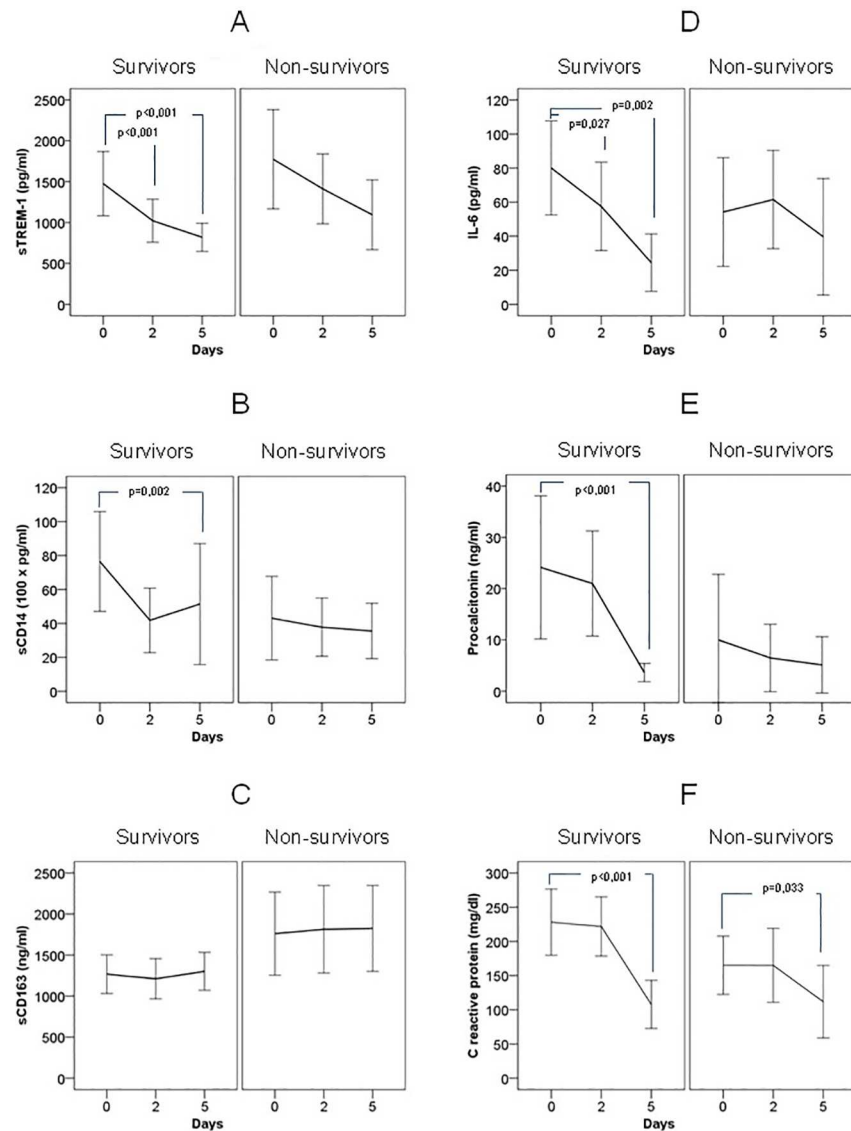 A
Survivors Non-survivors
sTREM-1 (pg/ml)
2500
2000
1500
1000
500
0
p<0,001
p<0,001
0 2 5 0 2 5
Days
B
Survivors Non-survivors
sCD14 (100 x pg/ml)
120
100
80
60
40
20
0
p=0,002
0 2 5 0 2 5
Days
C
Survivors Non-survivors
sCD163 (ng/ml)
2500
2000
1500
1000
500
0
0 2 5 0 2 5
Days
D
Survivors Non-survivors
IL-6 (pg/ml)
120
100
80
60
40
20
0
p=0,002
p=0,027
0 2 5 0 2 5
Days
E
Survivors Non-survivors
Procalcitonin (ng/ml)
40
30
20
10
0
p<0,001
0 2 5 0 2 5
Days
F
Survivors Non-survivors
C reactive protein (mg/dl)
300
250
200
150
100
50
0
p<0,001
p=0,033
0 2 5 0 2 5
Days